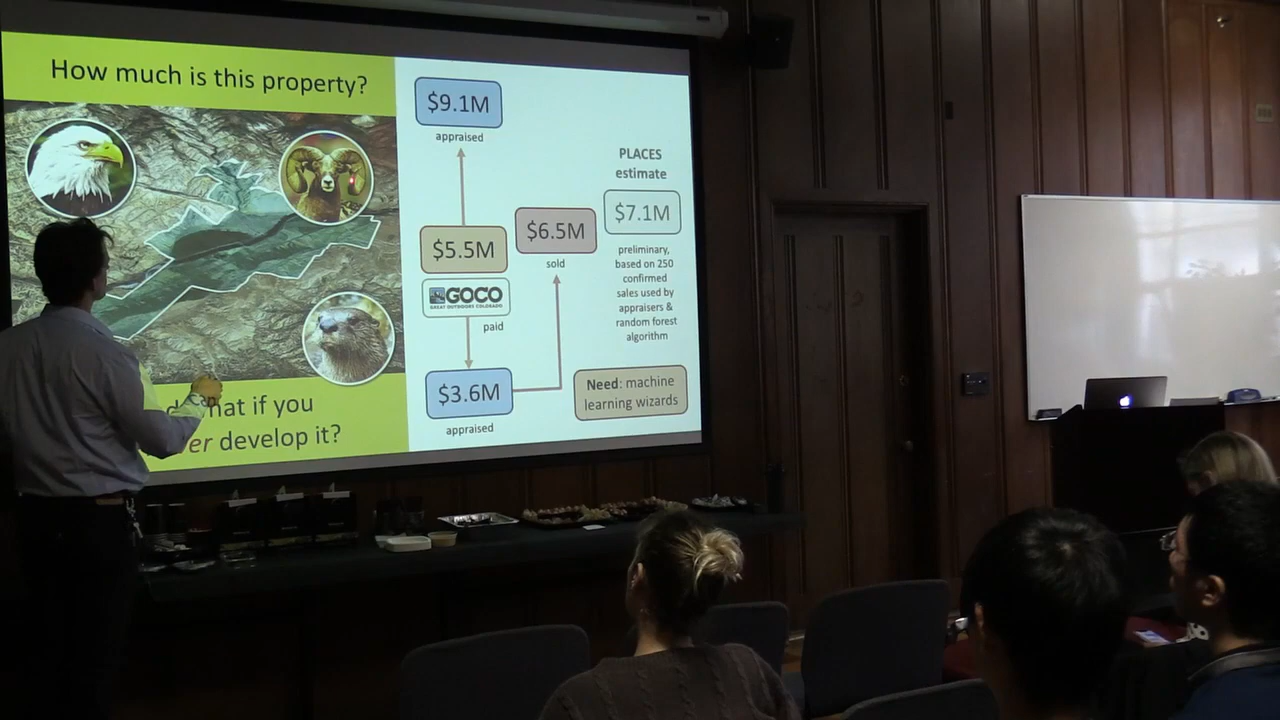 How much is this property?
$9.1M
appraised
$5.5M
GOCO
GREAT OUTDOORS COLORADO
paid
$3.6M
appraised
$6.5M
sold
PLACES
estimate
$7.1M
preliminary,
based on 250
confirmed
sales used by
appraisers &
random forest
algorithm
Need: machine
learning wizards
if you
develop it?